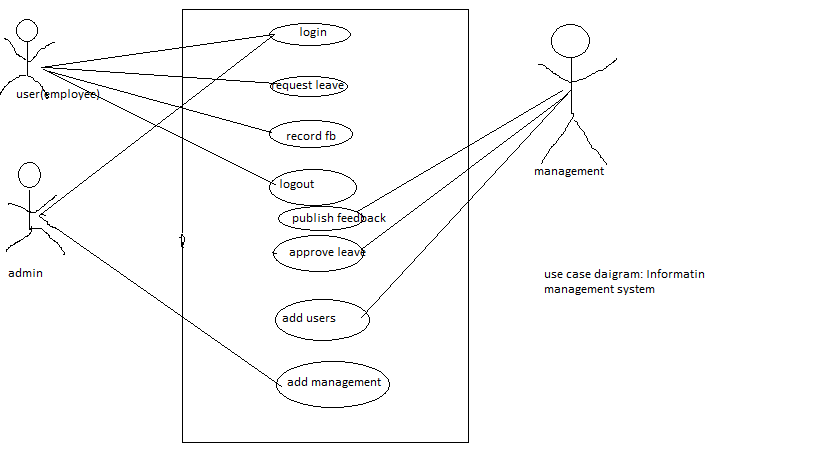 login
request leave
user(employee)
record fb
management
logout
publish feedback
approve leave
admin
use case daigram: Informatin
management system
add users
add management